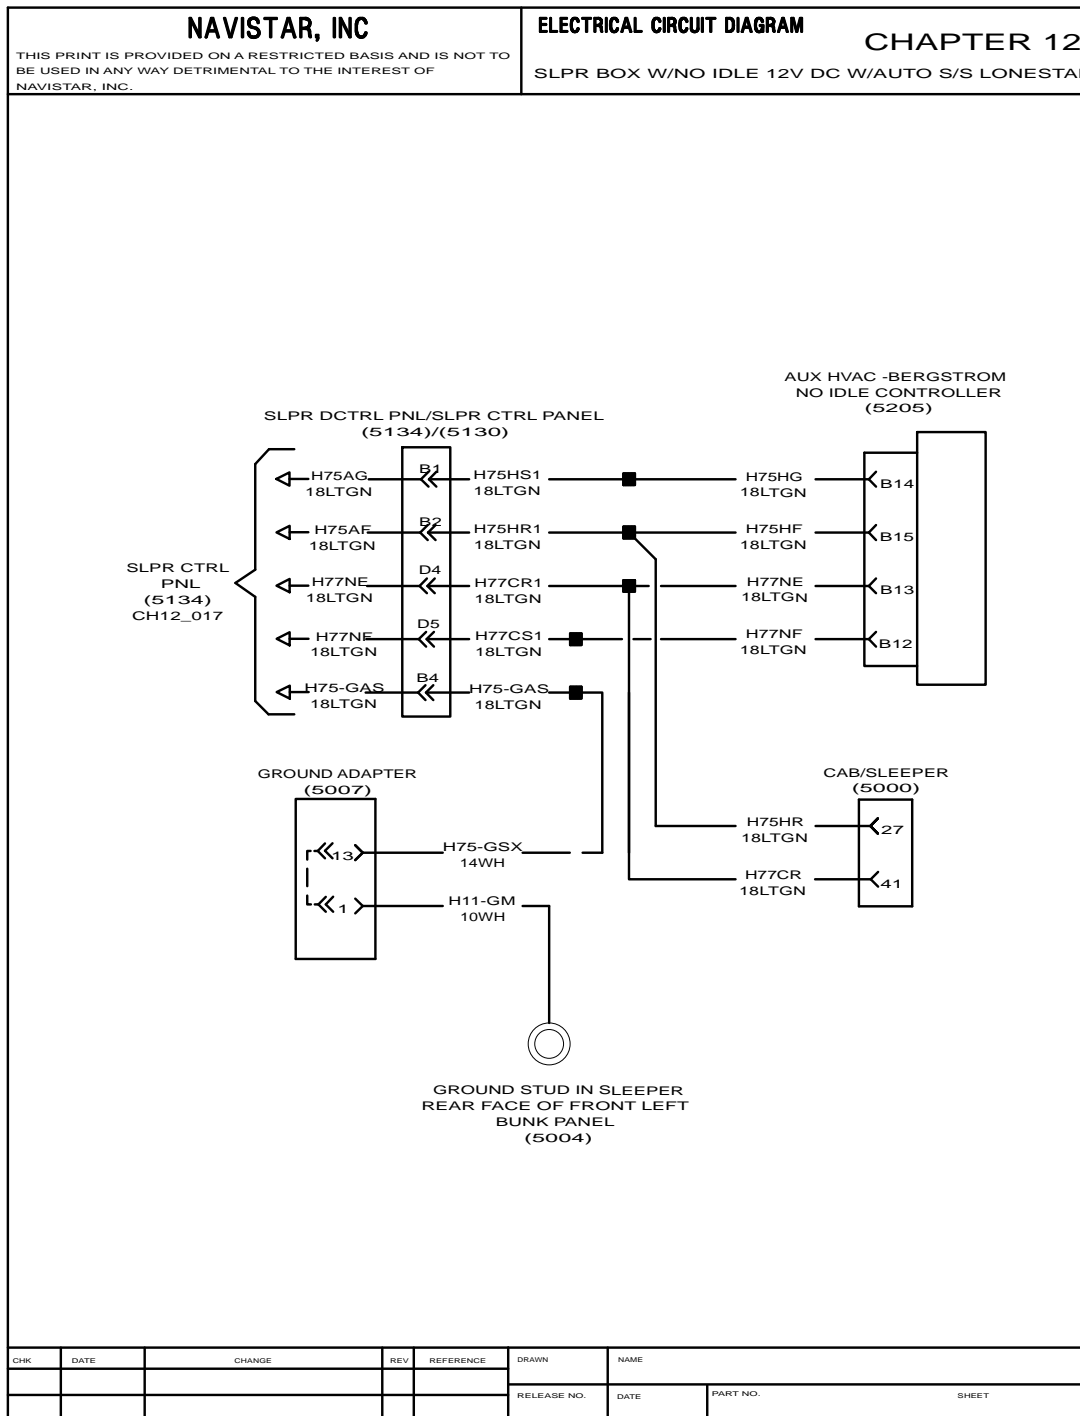 NAVISTAR, INC
THIS PRINT IS PROVIDED ON A RESTRICTED BASIS AND IS NOT TO
BE USED IN ANY WAY DETRIMENTAL TO THE INTEREST OF
NAVISTAR, INC.
ELECTRICAL CIRCUIT DIAGRAM
CHAPTER 12
SLPR BOX W/NO IDLE 12V DC W/AUTO S/S LONESTAR
AUX HVAC -BERGSTROM
NO IDLE CONTROLLER
(5205)
SLPR DCTRL PNL/SLPR CTRL PANEL
(5134)/(5130)
H75AG B1 H75HS1 H75HG
18LTGN 18LTGN 18LTGN B14
H75AF B2 H75HR1 H75HF
18LTGN 18LTGN 18LTGN B15
SLPR CTRL
PNL
(5134)
CH12_017
H77NE D4 H77CR1 H77NE
18LTGN 18LTGN 18LTGN B13
H77NF D5 H77CS1 H77NF
18LTGN 18LTGN 18LTGN B12
H75-GAS B4 H75-GAS
18LTGN 18LTGN
GROUND ADAPTER
(5007)
CAB/SLEEPER
(5000)
H75HR
18LTGN 27
13 H75-GSX
14WH
H77CR
18LTGN 41
1 H11-GM
10WH
GROUND STUD IN SLEEPER
REAR FACE OF FRONT LEFT
BUNK PANEL
(5004)
CHK DATE CHANGE REV REFERENCE DRAWN NAME
RELEASE NO. DATE PART NO. SHEET